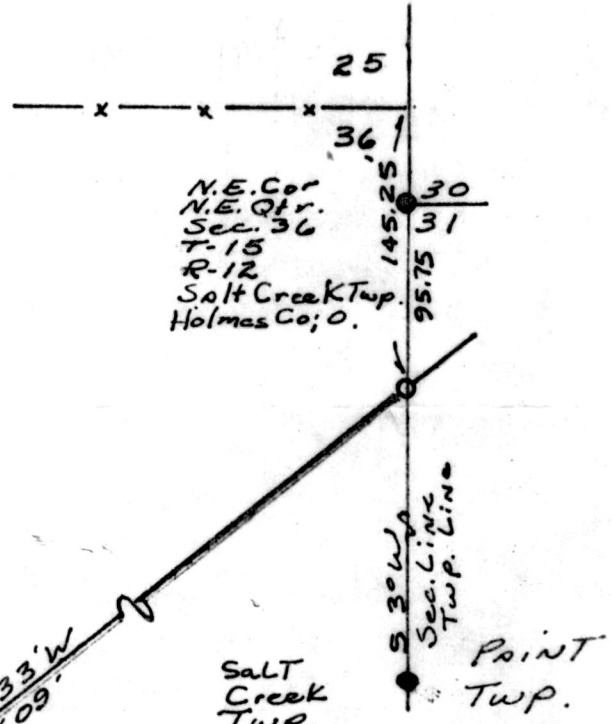 25
36
30
31
N.E. Cor
N.E. Qtr.
Sec. 36
T-15
R-12
Salt Creek Twp.
Holmes Co; O.
145.25
95.75
S 3° W
Sec. Line
Twp. Line
33' W
09'
SALT
Creek
Twp
PAINT
TWP.